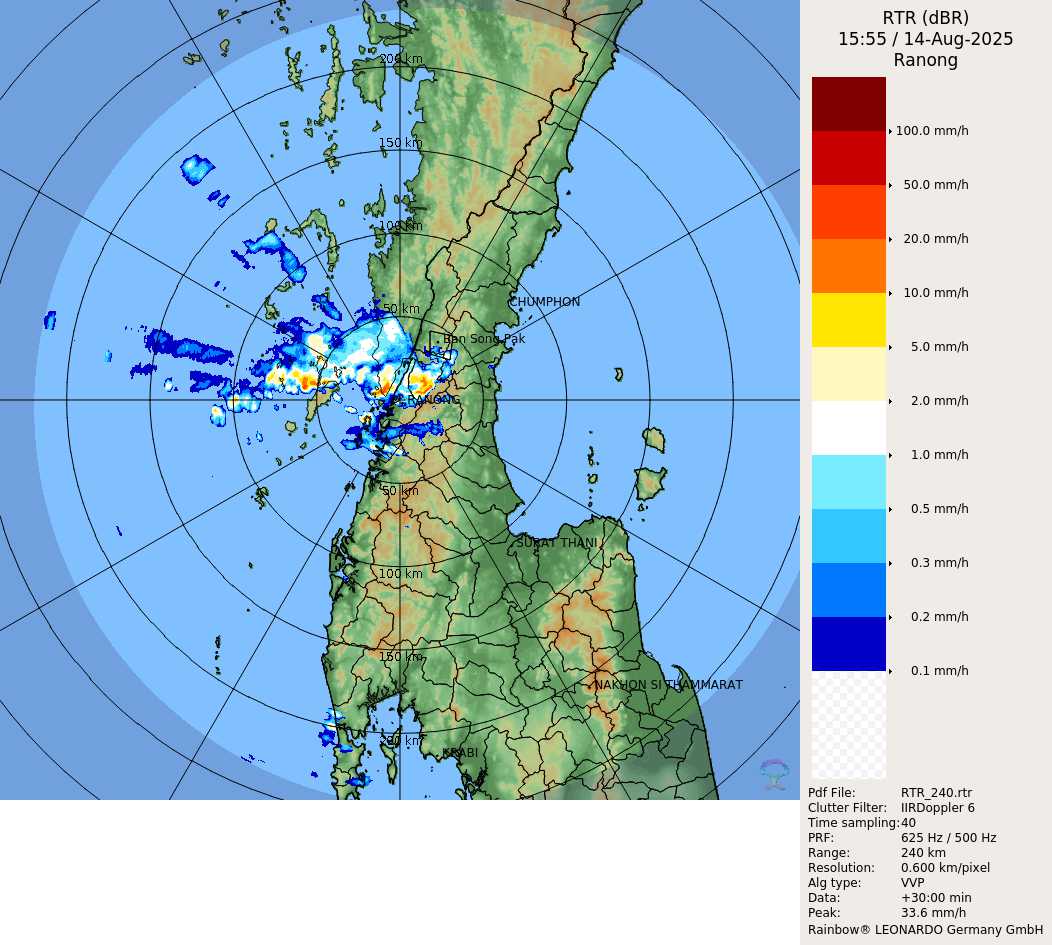 RTR (dBR)
15:55 / 14-Aug-2025
Ranong
200 km
150 km
100 km
50 km
CHUMPHON
Ban Song Pak
RANONG
50 km
SURAT THANI
100 km
150 km
NAKHON SI THAMMARAT
200 km
KRABI
100.0 mm/h
50.0 mm/h
20.0 mm/h
10.0 mm/h
5.0 mm/h
2.0 mm/h
1.0 mm/h
0.5 mm/h
0.3 mm/h
0.2 mm/h
0.1 mm/h
Pdf File: RTR_240.rtr
Clutter Filter: IIRDoppler 6
Time sampling:40
PRF: 625 Hz / 500 Hz
Range: 240 km
Resolution: 0.600 km/pixel
Alg type: VVP
Data: +30:00 min
Peak: 33.6 mm/h
Rainbow® LEONARDO Germany GmbH